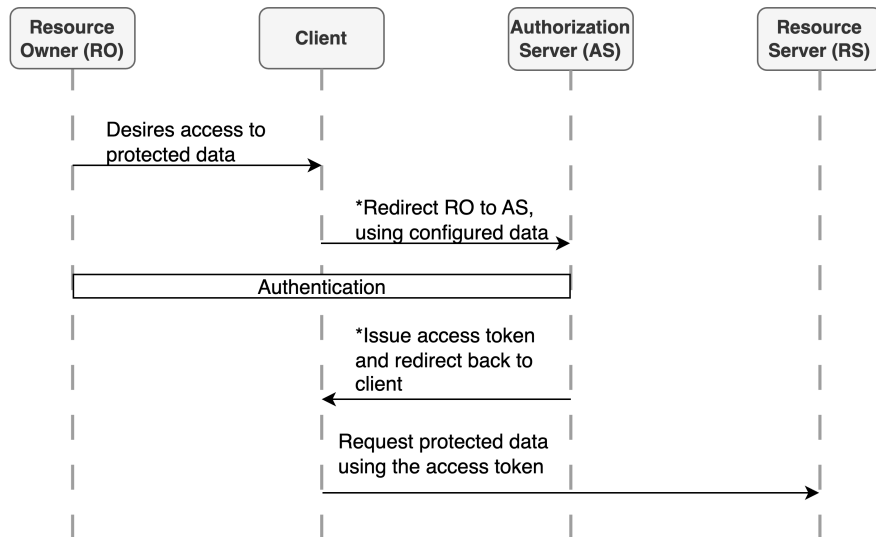 Resource
Owner (RO)
Client
Authorization
Server (AS)
Resource
Server (RS)
Desires access to
protected data
*Redirect RO to AS,
using configured data
Authentication
*Issue access token
and redirect back to
client
Request protected data
using the access token